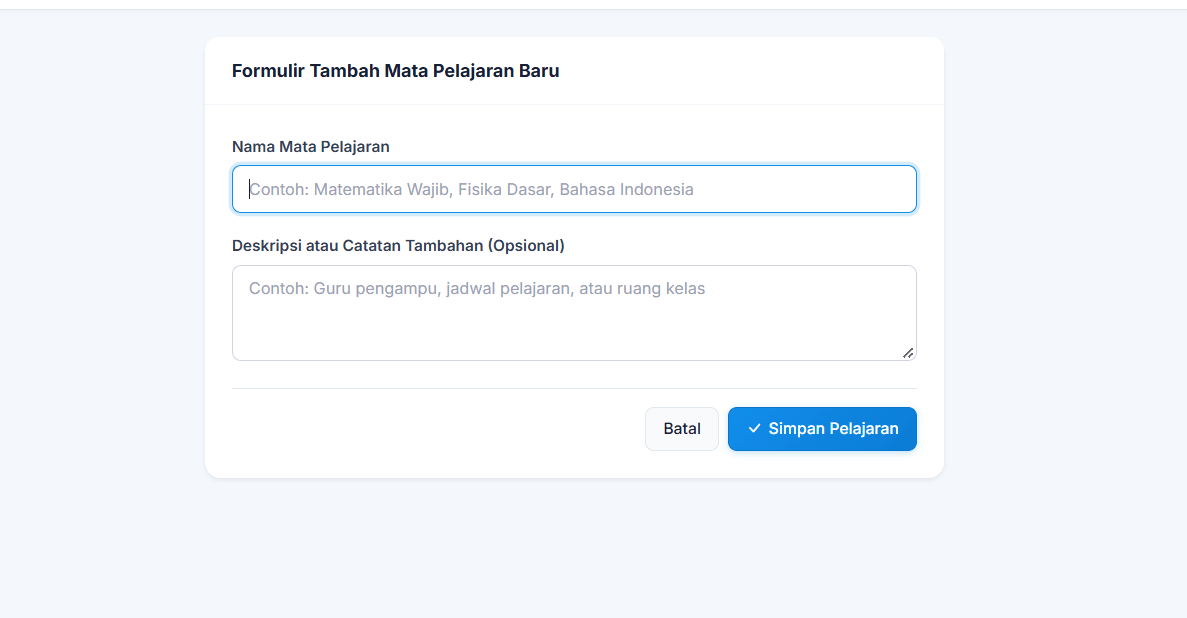 Formulir Tambah Mata Pelajaran Baru
Nama Mata Pelajaran
Contoh: Matematika Wajib, Fisika Dasar, Bahasa Indonesia
Deskripsi atau Catatan Tambahan (Opsional)
Contoh: Guru pengampu, jadwal pelajaran, atau ruang kelas
Batal
Simpan Pelajaran